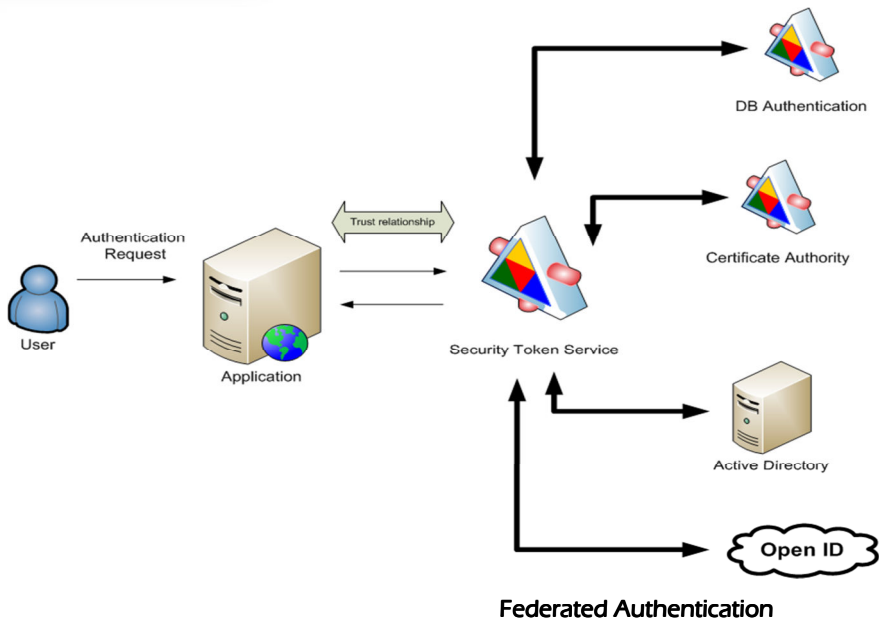 DB Authentication
Trust relationship
Authentication
Request
Certificate Authority
User
Application
Security Token Service
Active Directory
Open ID
Federated Authentication